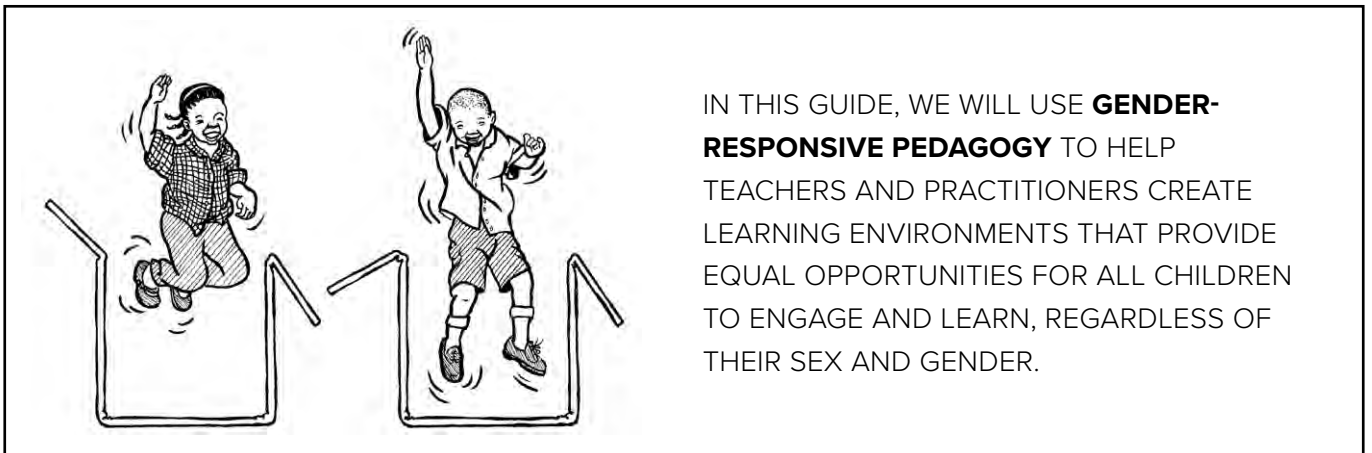 IN THIS GUIDE, WE WILL USE GENDER-
RESPONSIVE PEDAGOGY TO HELP
TEACHERS AND PRACTITIONERS CREATE
LEARNING ENVIRONMENTS THAT PROVIDE
EQUAL OPPORTUNITIES FOR ALL CHILDREN
TO ENGAGE AND LEARN, REGARDLESS OF
THEIR SEX AND GENDER.